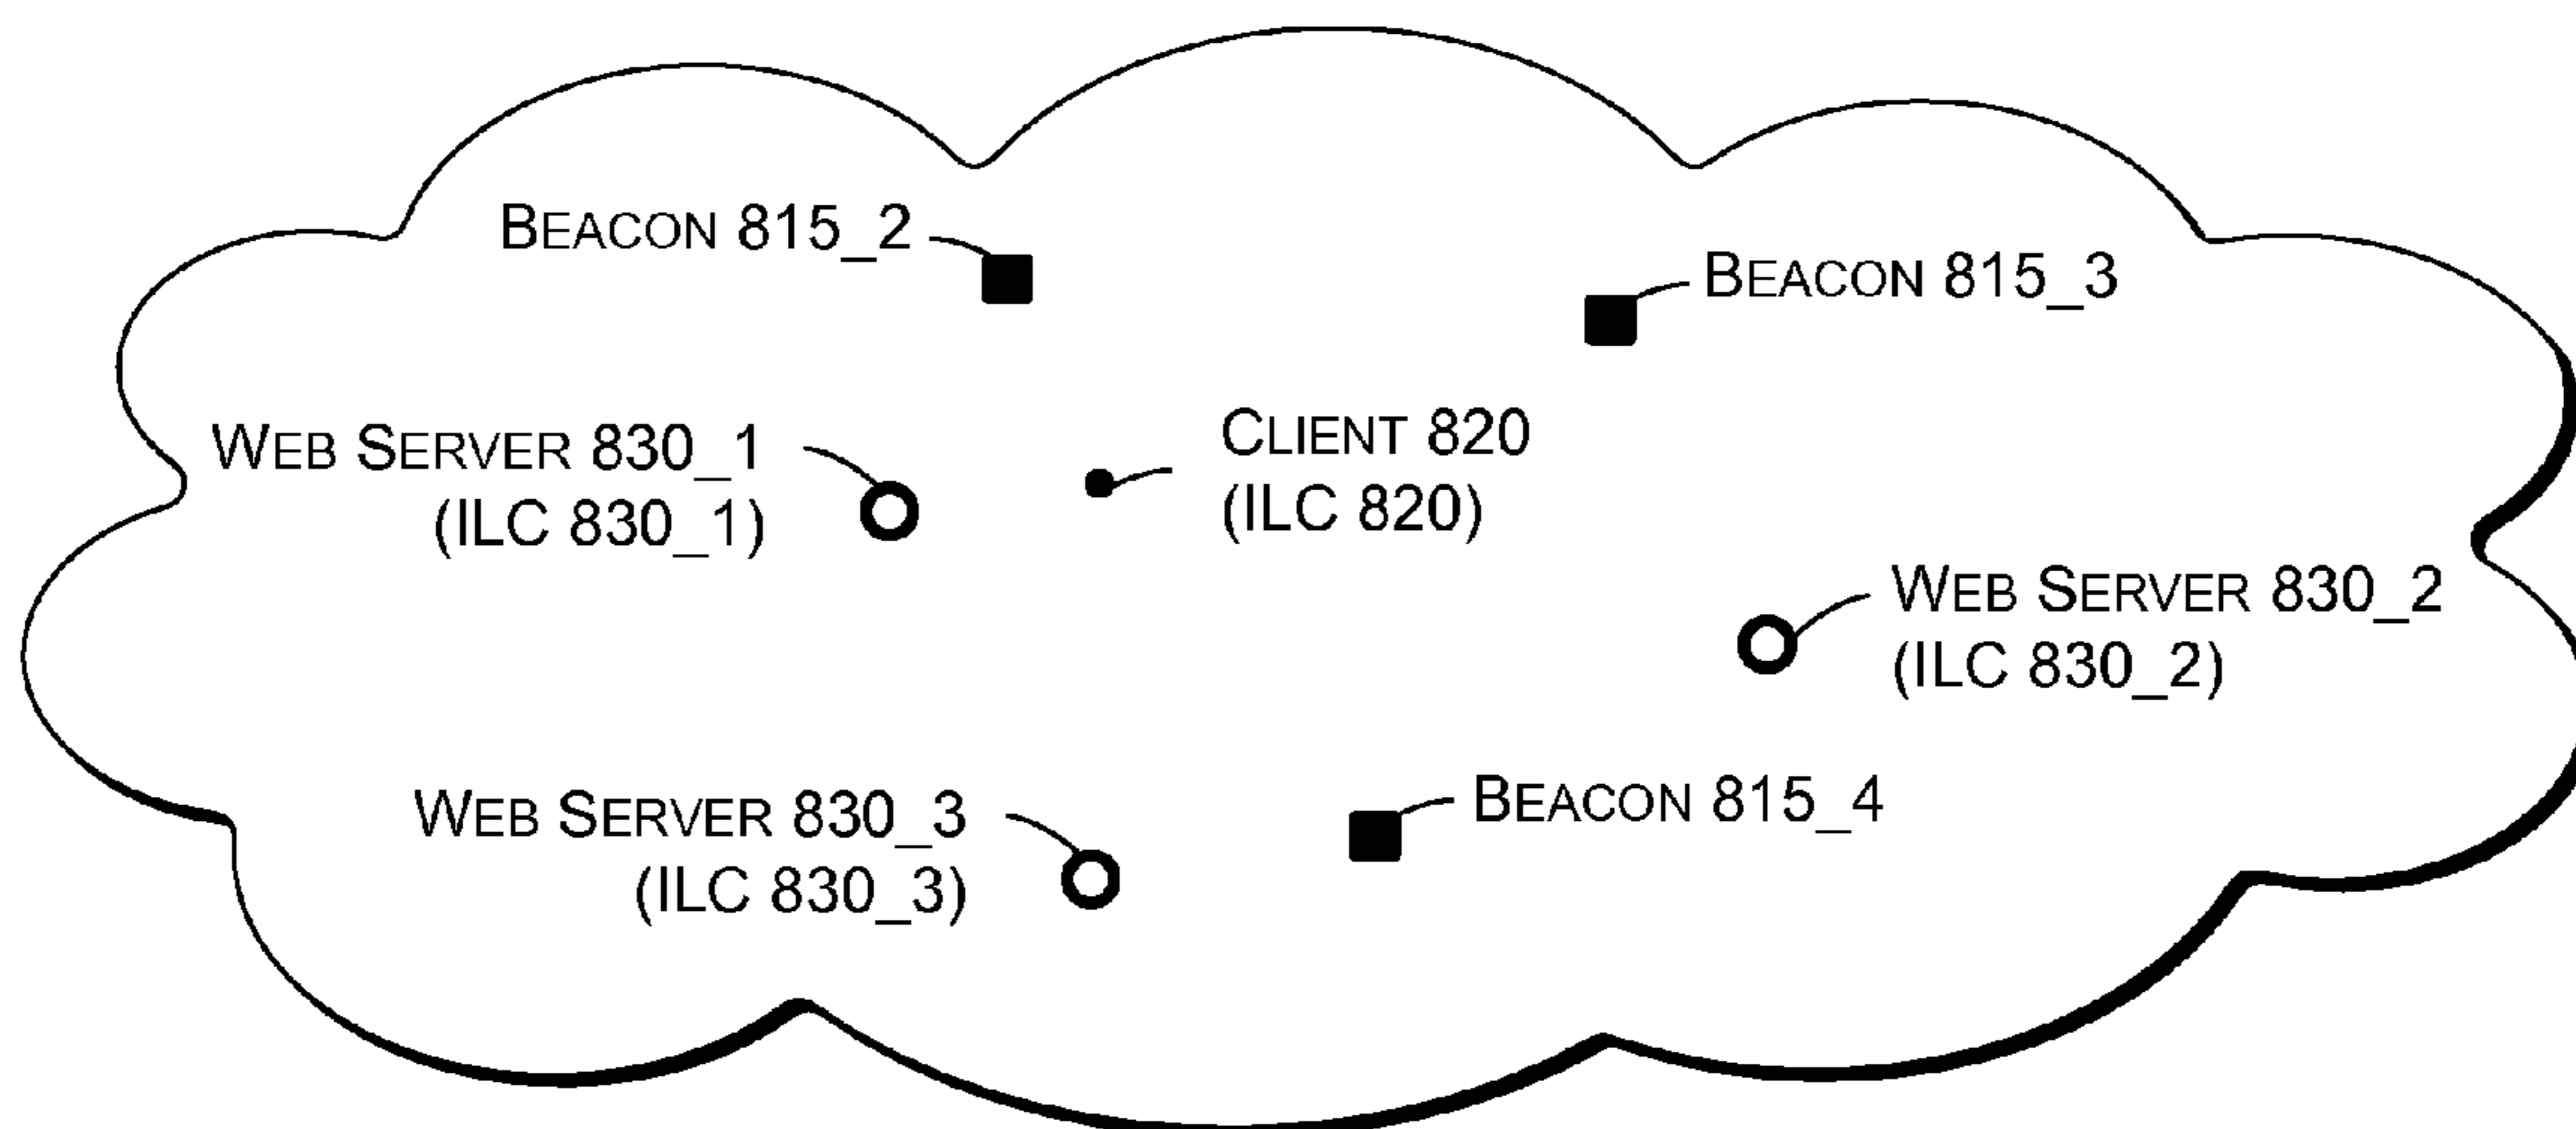 BEACON 815_2
BEACON 815_3
WEB SERVER 830_1
(ILC 830_1)
CLIENT 820
(ILC 820)
WEB SERVER 830_2
(ILC 830_2)
WEB SERVER 830_3
(ILC 830_3)
BEACON 815_4